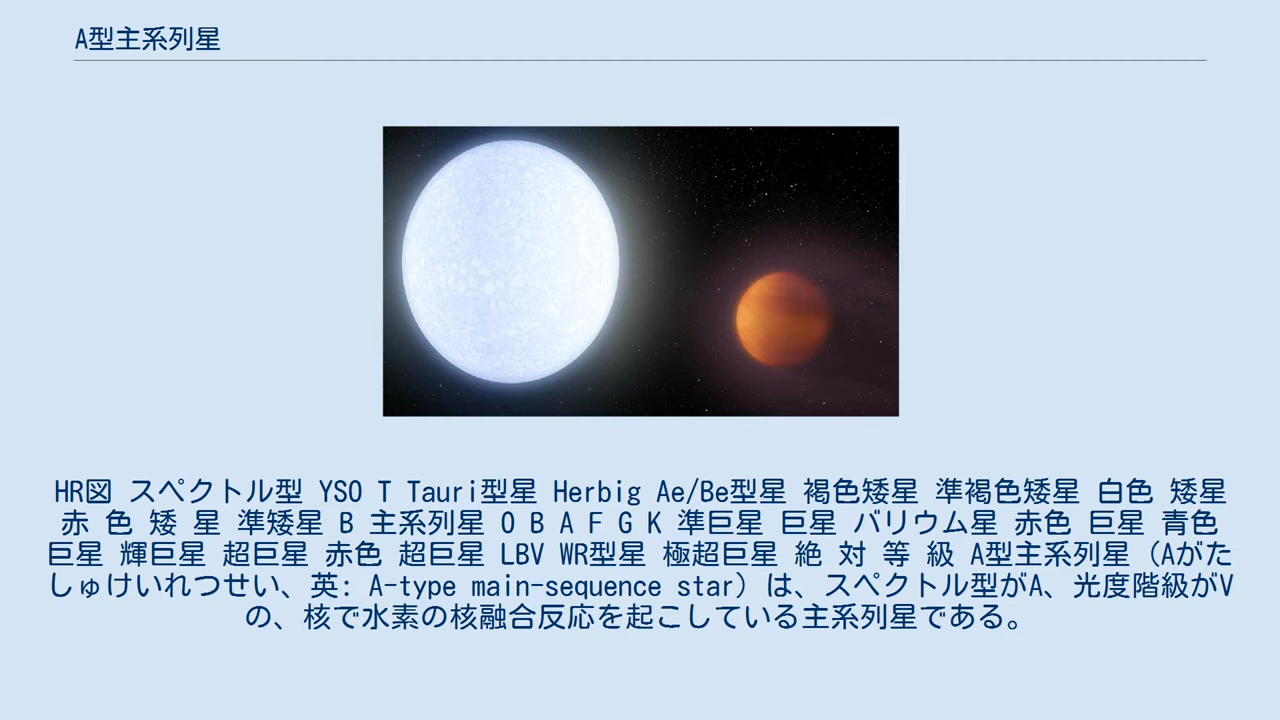 A型主系列星
HR図 スペクトル型 YSO T Tauri型星 Herbig Ae/Be型星 褐色矮星 準褐色矮星 白色 矮星
赤 色 矮 星 準矮星 B 主系列星 O B A F G K 準巨星 巨星 バリウム星 赤色 巨星 青色
巨星 輝巨星 超巨星 赤色 超巨星 LBV WR型星 極超巨星 絶 対 等 級 A型主系列星（Aがた
しゅけいれつせい、英: A-type main-sequence star）は、スペクトル型がA、光度階級がV
の、核で水素の核融合反応を起こしている主系列星である。